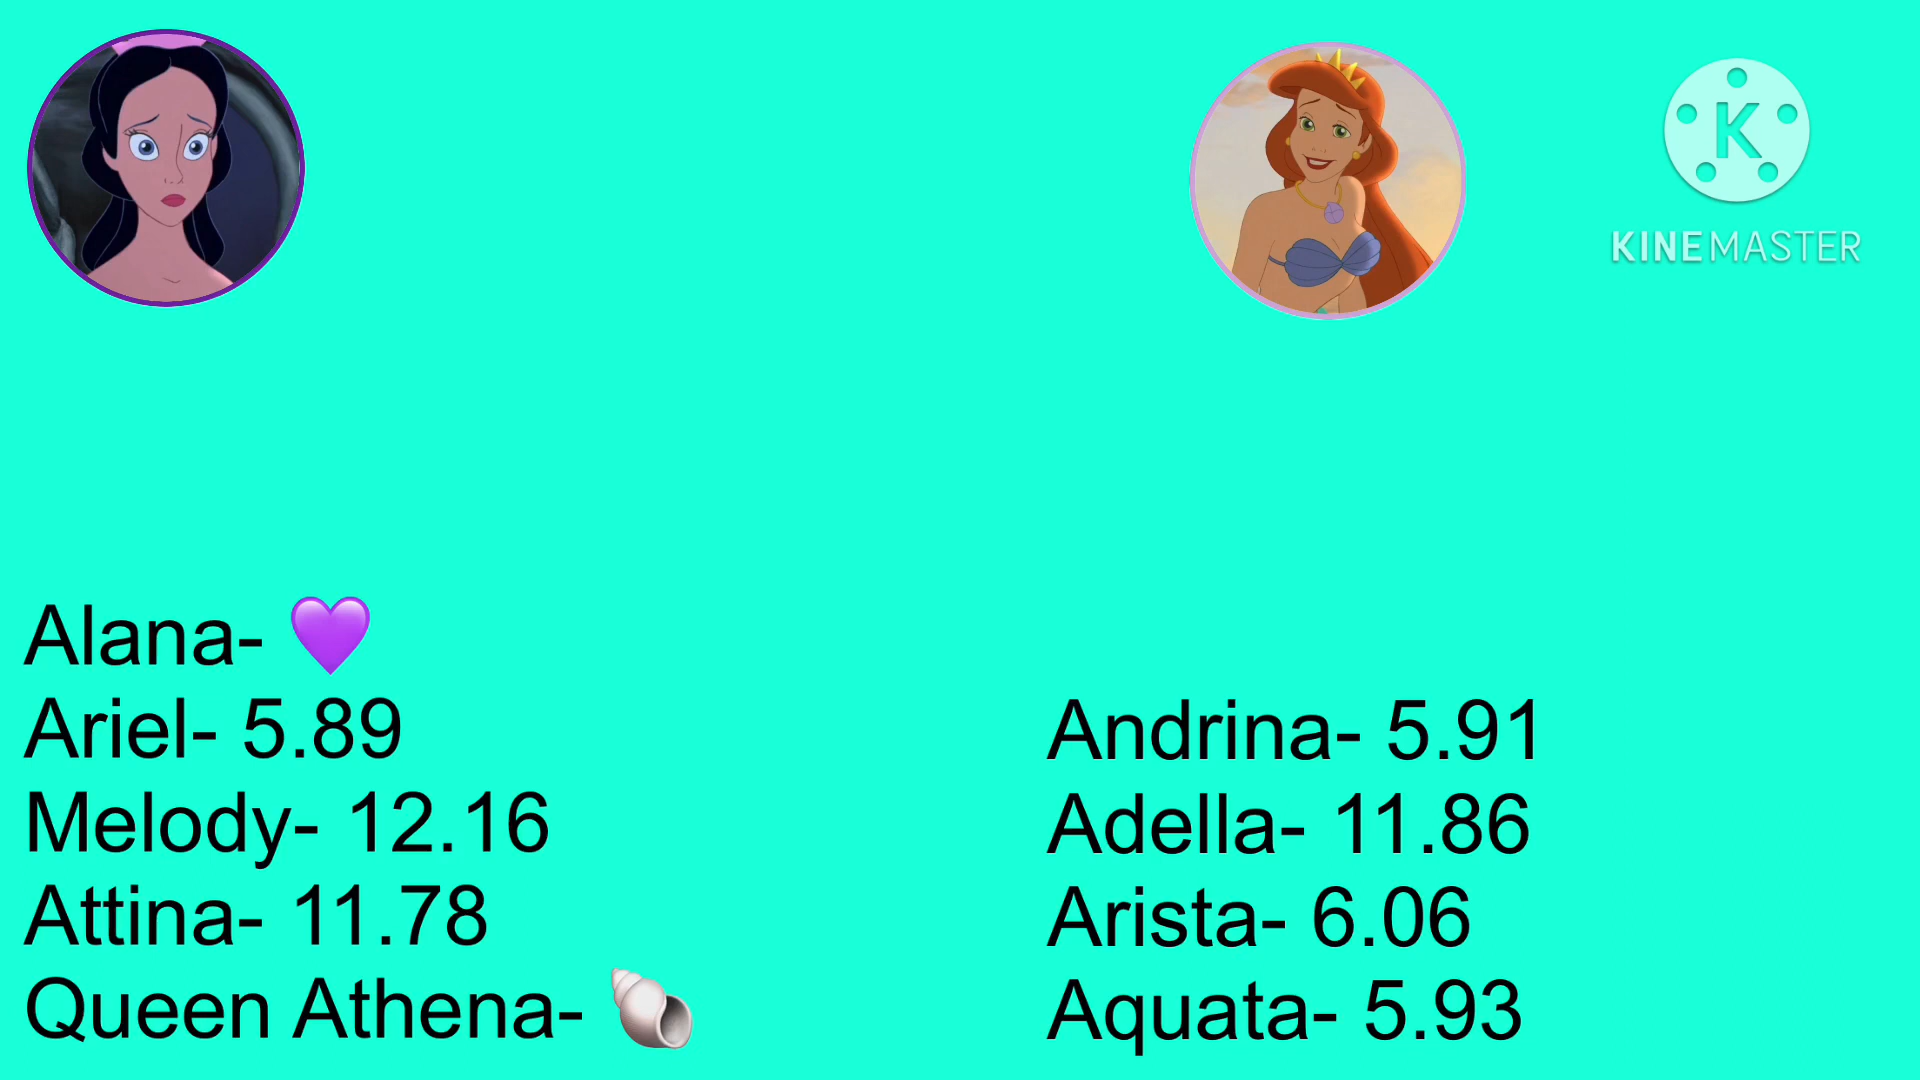 K
KINEMASTER
Alana- 💜
Ariel- 5.89
Melody- 12.16
Attina- 11.78
Queen Athena- 🐚
Andrina- 5.91
Adella- 11.86
Arista- 6.06
Aquata- 5.93